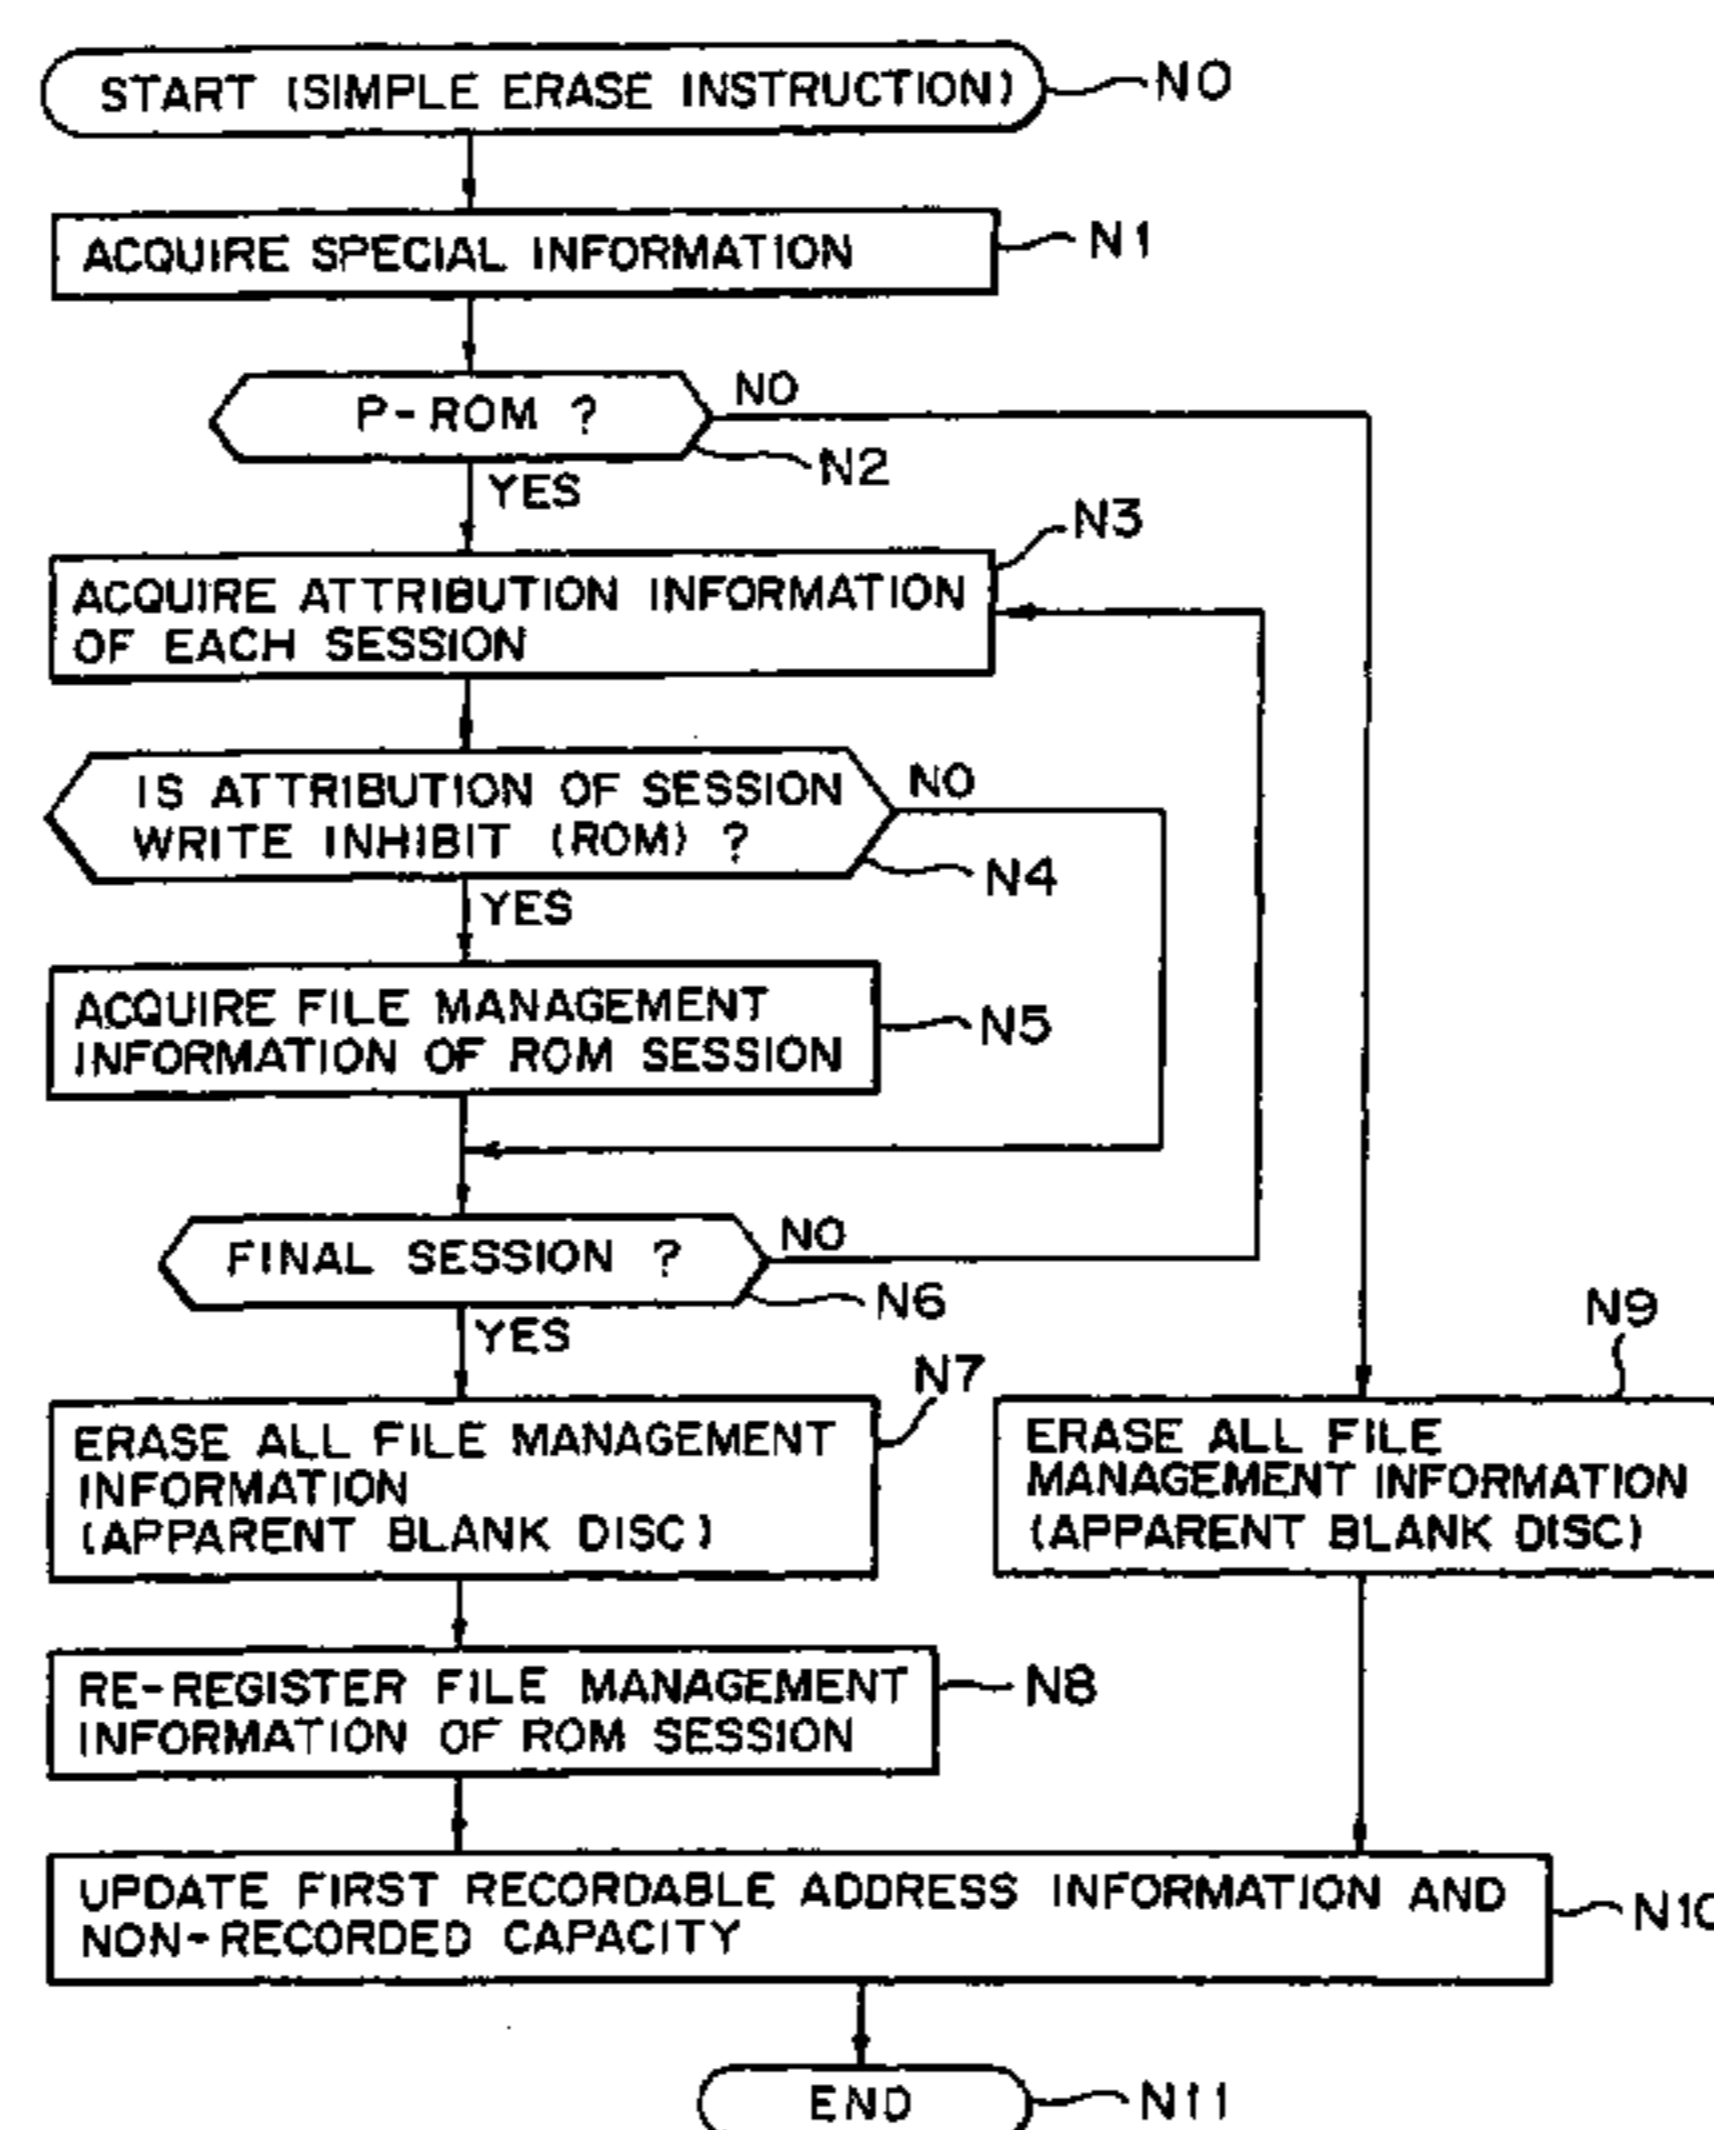 START (SIMPLE ERASE INSTRUCTION)
N0
ACQUIRE SPECIAL INFORMATION
N1
P-ROM ?
NO
N2
YES
N3
ACQUIRE ATTRIBUTION INFORMATION
OF EACH SESSION
IS ATTRIBUTION OF SESSION
WRITE INHIBIT (ROM) ?
NO
N4
YES
ACQUIRE FILE MANAGEMENT
INFORMATION OF ROM SESSION
N5
FINAL SESSION ?
NO
N6
YES
N7
ERASE ALL FILE MANAGEMENT
INFORMATION
(APPARENT BLANK DISC)
N9
ERASE ALL FILE
MANAGEMENT INFORMATION
(APPARENT BLANK DISC)
RE-REGISTER FILE MANAGEMENT
INFORMATION OF ROM SESSION
N8
UPDATE FIRST RECORDABLE ADDRESS INFORMATION AND
NON-RECORDED CAPACITY
N10
END
N11